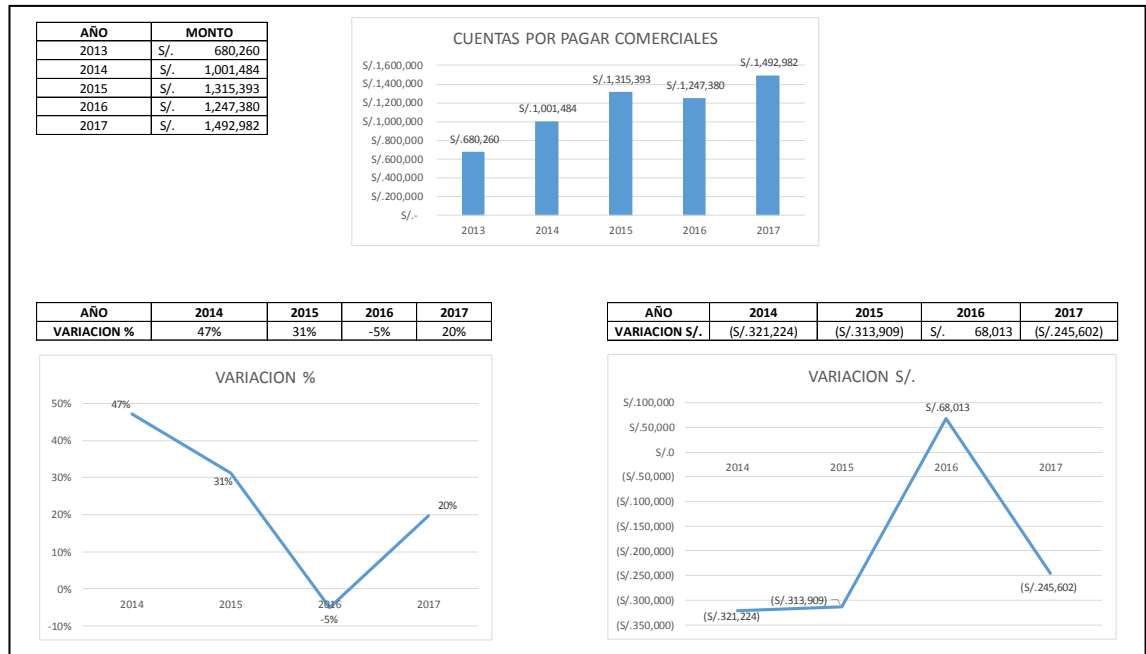 AÑO MONTO
2013 S/. 680,260
2014 S/. 1,001,484
2015 S/. 1,315,393
2016 S/. 1,247,380
2017 S/. 1,492,982
CUENTAS POR PAGAR COMERCIALES
S/.1,600,000
S/.1,400,000
S/.1,200,000
S/.1,000,000
S/.800,000
S/.600,000
S/.400,000
S/.200,000
S/.-
S/.680,260
S/.1,001,484
S/.1,315,393
S/.1,247,380
S/.1,492,982
2013 2014 2015 2016 2017
AÑO 2014 2015 2016 2017
VARIACION % 47% 31% -5% 20%
VARIACION %
50%
40%
30%
20%
10%
0%
-10%
47%
31%
-5%
20%
2014 2015 2016 2017
AÑO 2014 2015 2016 2017
VARIACION S/. (S/.321,224) (S/.313,909) S/. 68,013 (S/.245,602)
VARIACION S/.
S/.100,000
S/.50,000
S/.0
(S/.50,000)
(S/.100,000)
(S/.150,000)
(S/.200,000)
(S/.250,000)
(S/.300,000)
(S/.350,000)
(S/.321,224)
(S/.313,909)
S/.68,013
(S/.245,602)
2014 2015 2016 2017